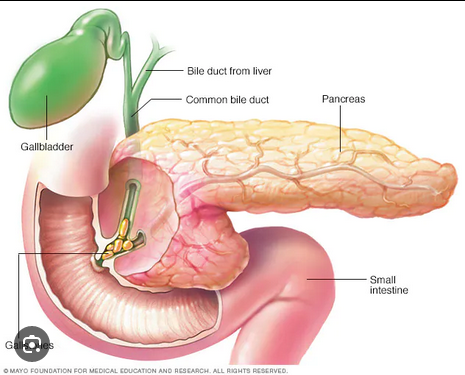 Bile duct from liver
Common bile duct
Pancreas
Gallbladder
Small
intestine
© MAYO FOUNDATION FOR MEDICAL EDUCATION AND RESEARCH. ALL RIGHTS RESERVED.